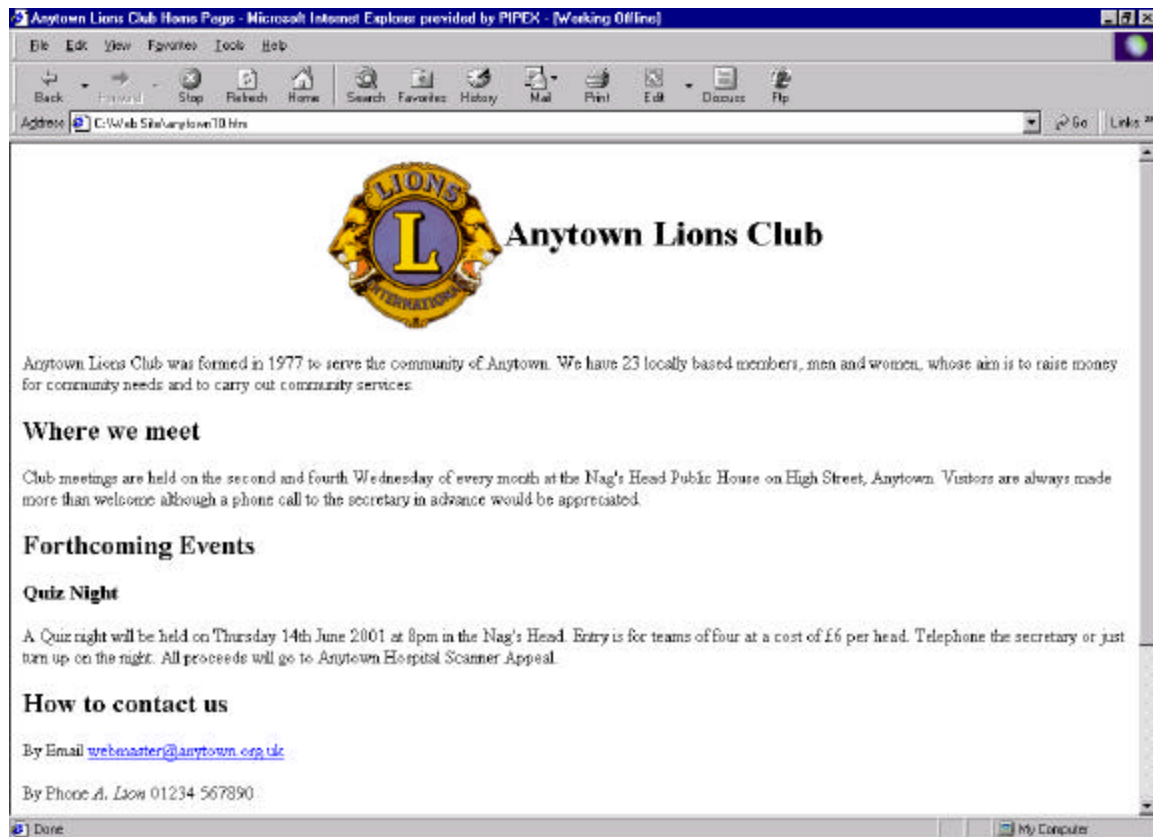 Anytown Lions Club Home Page - Microsoft Internet Explorer provided by PIPEX - [Working Offline]
File Edit View Favorites Tools Help
Back Forward Stop Refresh Home Search Favorites History Mail Print Edit Discuss Ftp
Address C:\Web Site\anytown10.htm Go Links »
LIONS
L
INTERNATIONAL
Anytown Lions Club
Anytown Lions Club was formed in 1977 to serve the community of Anytown. We have 23 locally based members, men and women, whose aim is to raise money
for community needs and to carry out community services.
Where we meet
Club meetings are held on the second and fourth Wednesday of every month at the Nag's Head Public House on High Street, Anytown. Visitors are always made
more than welcome although a phone call to the secretary in advance would be appreciated.
Forthcoming Events
Quiz Night
A Quiz night will be held on Thursday 14th June 2001 at 8pm in the Nag's Head. Entry is for teams of four at a cost of £6 per head. Telephone the secretary or just
turn up on the night. All proceeds will go to Anytown Hospital Scanner Appeal.
How to contact us
By Email webmaster@anytown.org.uk
By Phone A. Lion 01234 567890
Done My Computer